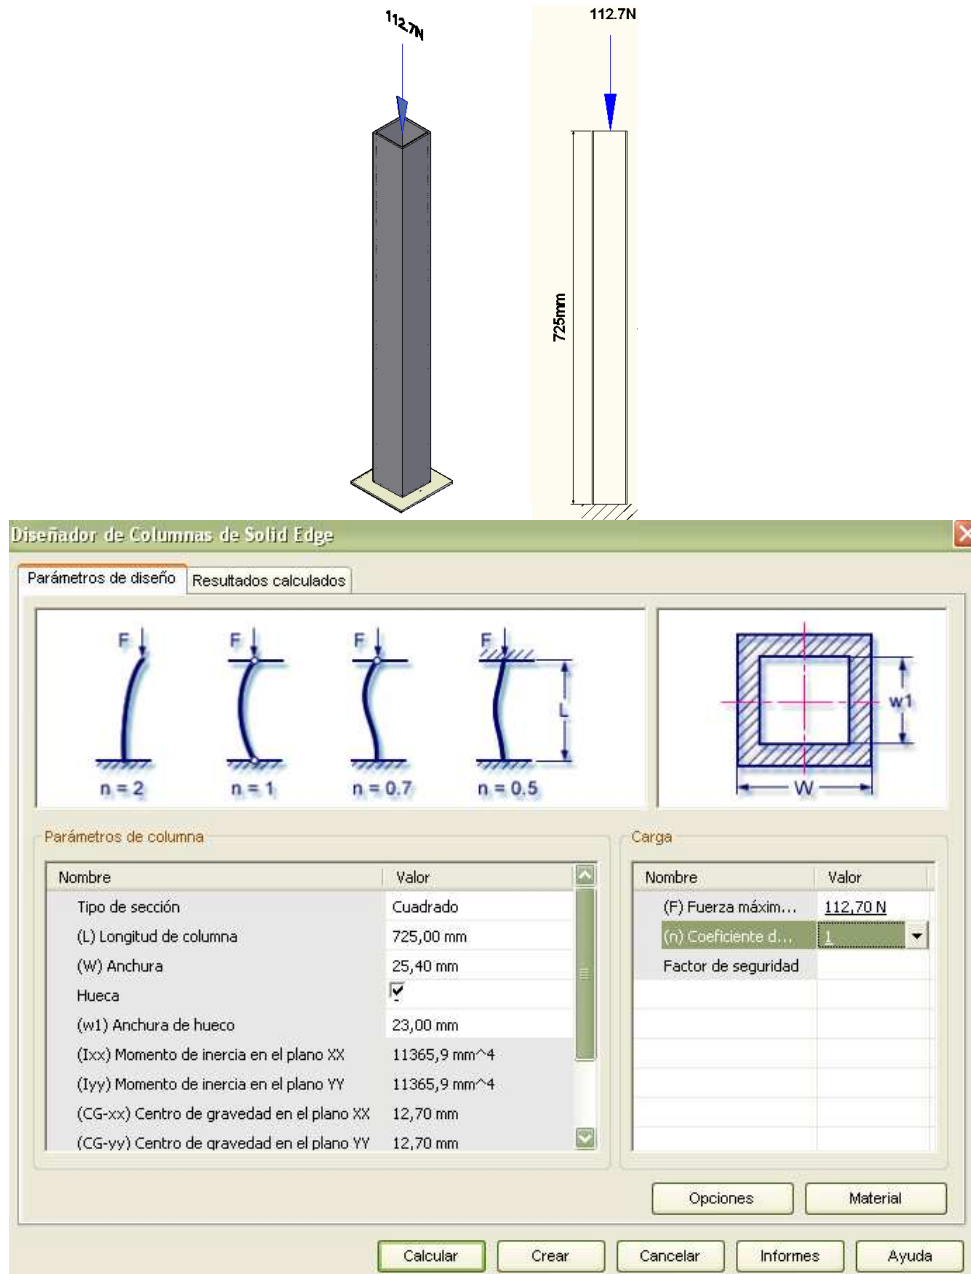 112.7N
112.7N
725mm
Diseñador de Columnas de Solid Edge
Parámetros de diseño
Resultados calculados
F
F
F
F
L
n = 2
n = 1
n = 0.7
n = 0.5
w1
W
Parámetros de columna
Nombre Valor
Tipo de sección Cuadrado
(L) Longitud de columna 725,00 mm
(W) Anchura 25,40 mm
Hueca
(w1) Anchura de hueco 23,00 mm
(Ixx) Momento de inercia en el plano XX 11365,9 mm^4
(Iyy) Momento de inercia en el plano YY 11365,9 mm^4
(CG-xx) Centro de gravedad en el plano XX 12,70 mm
(CG-yy) Centro de gravedad en el plano YY 12,70 mm
Carga
Nombre Valor
(F) Fuerza máxim... 112,70 N
(n) Coeficiente d... 1
Factor de seguridad
Opciones
Material
Calcular
Crear
Cancelar
Informes
Ayuda